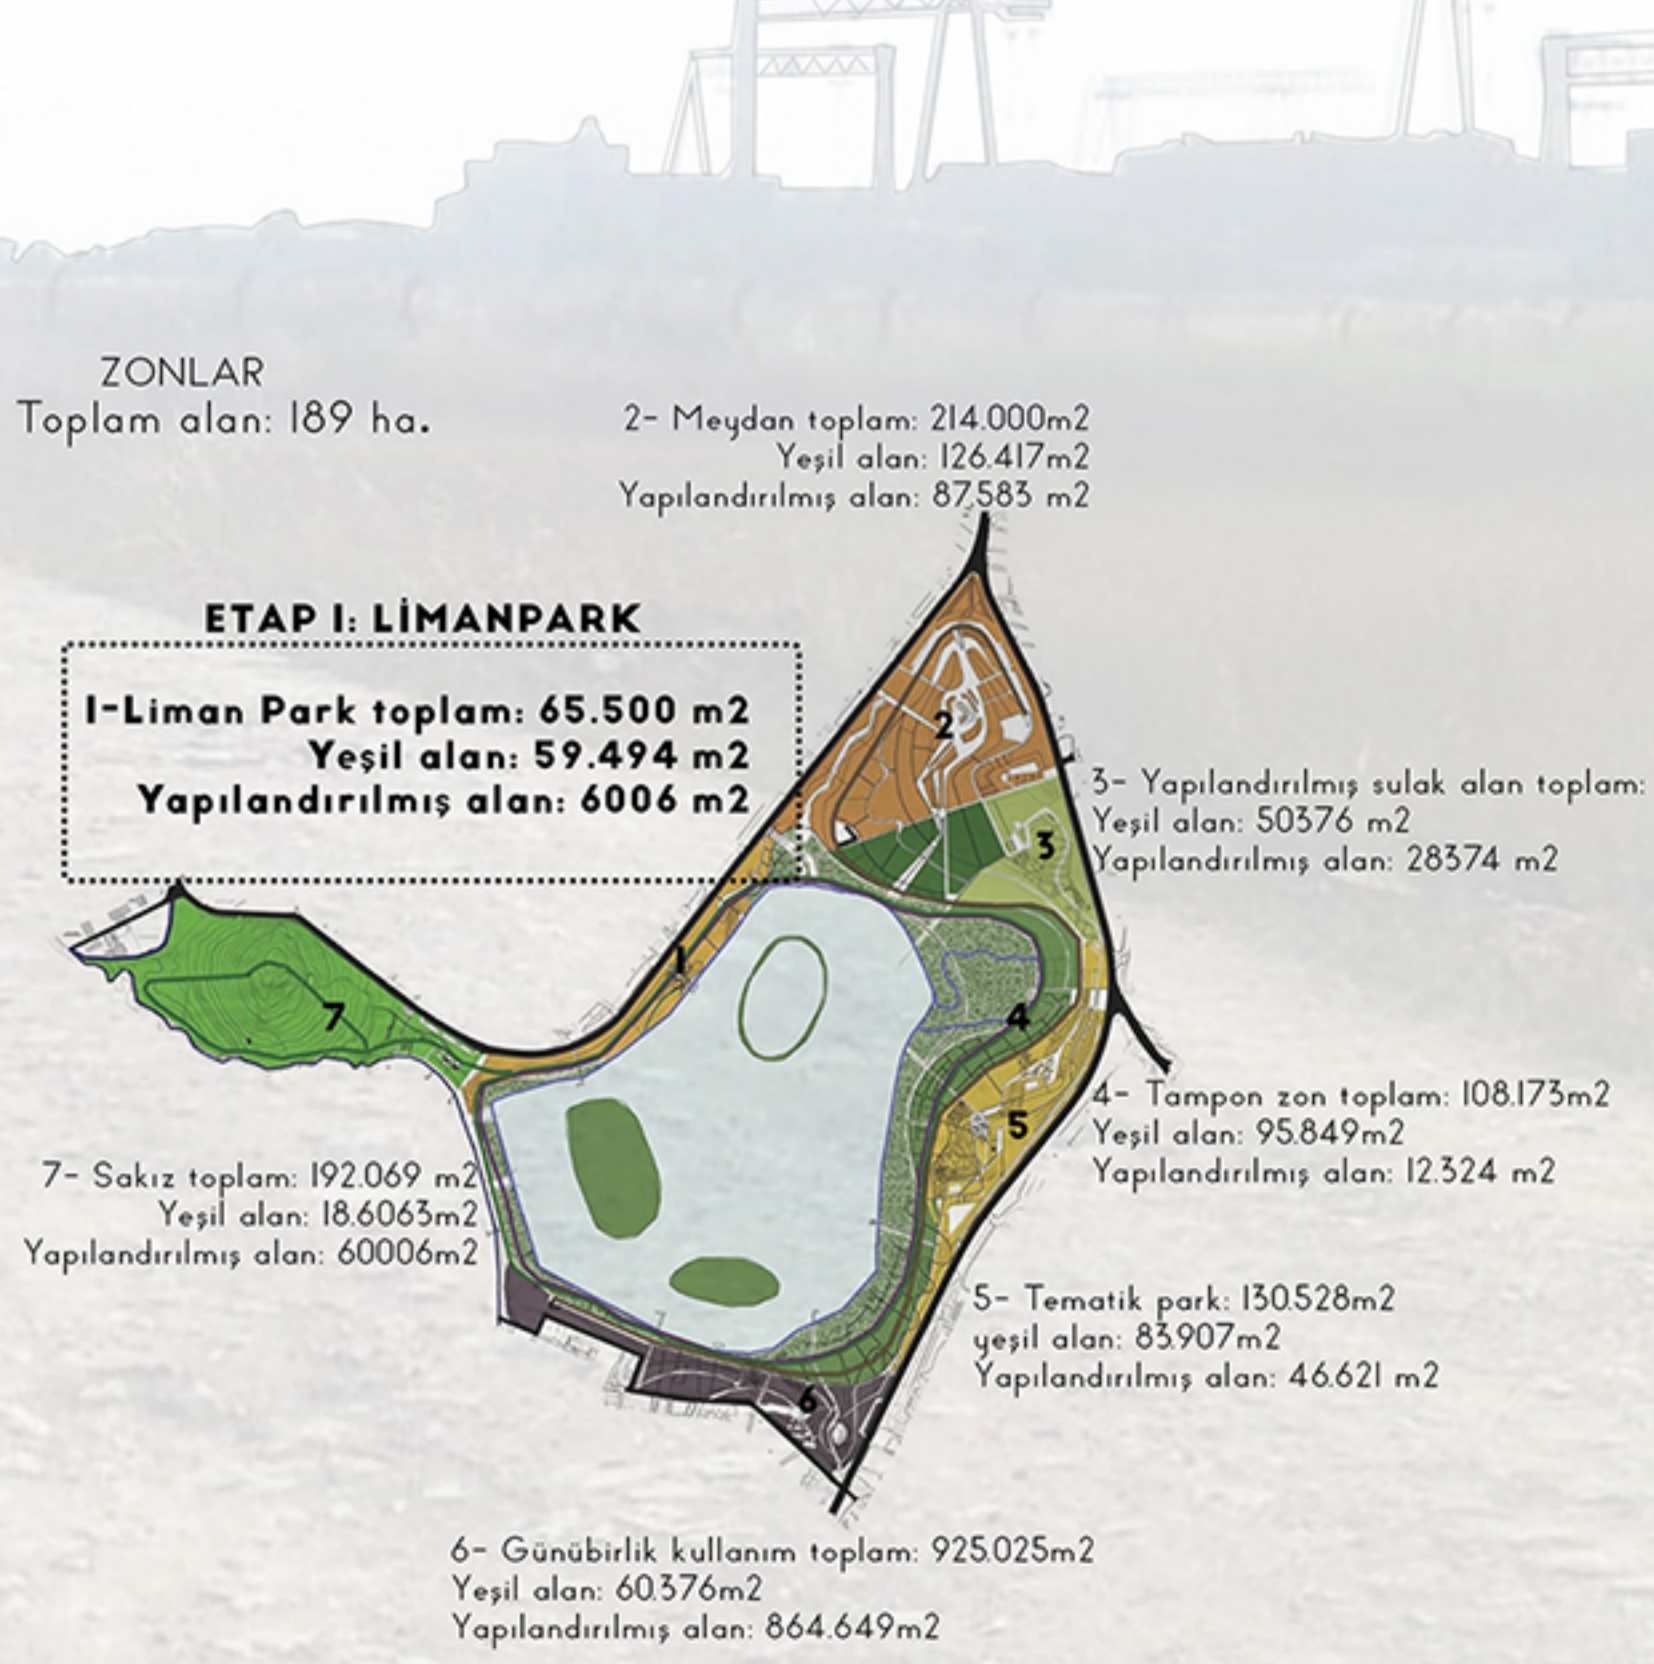 ZONLAR
Toplam alan: 189 ha.
2- Meydan toplam: 214.000m2
Yeşil alan: 126.417m2
Yapılandırılmış alan: 87.583 m2
ETAP 1: LİMANPARK
1-Liman Park toplam: 65.500 m2
Yeşil alan: 59.494 m2
Yapılandırılmış alan: 6006 m2
2
3- Yapılandırılmış sulak alan toplam:
Yeşil alan: 50376 m2
Yapılandırılmış alan: 28374 m2
3
1
7
4
4- Tampon zon toplam: 108.173m2
Yeşil alan: 95.849m2
Yapılandırılmış alan: 12.324 m2
5
7- Sakız toplam: 192.069 m2
Yeşil alan: 18.6063m2
Yapılandırılmış alan: 60006m2
5- Tematik park: 130.528m2
yeşil alan: 83.907m2
Yapılandırılmış alan: 46.621 m2
6
6- Günübirlik kullanım toplam: 925.025m2
Yeşil alan: 60.376m2
Yapılandırılmış alan: 864.649m2